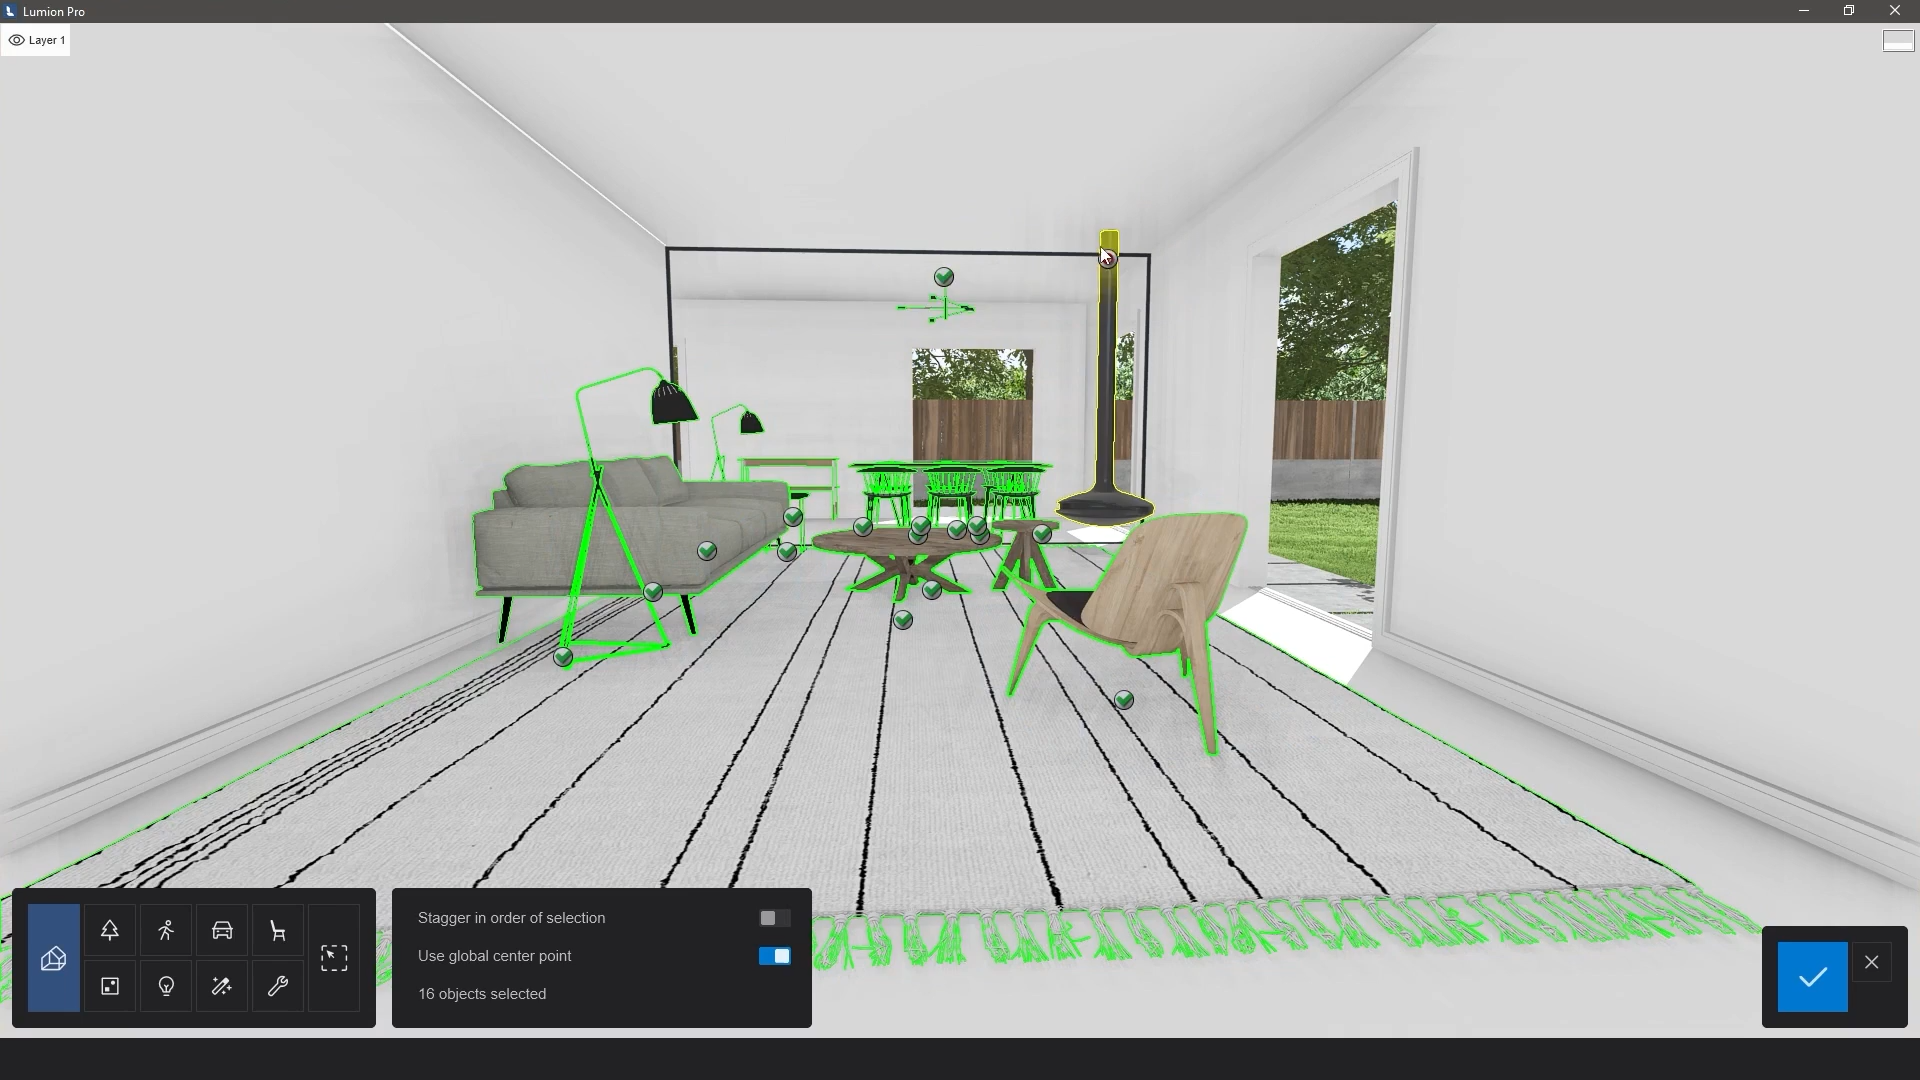 Lumion Pro
Layer 1
Stagger in order of selection
Use global center point
16 objects selected